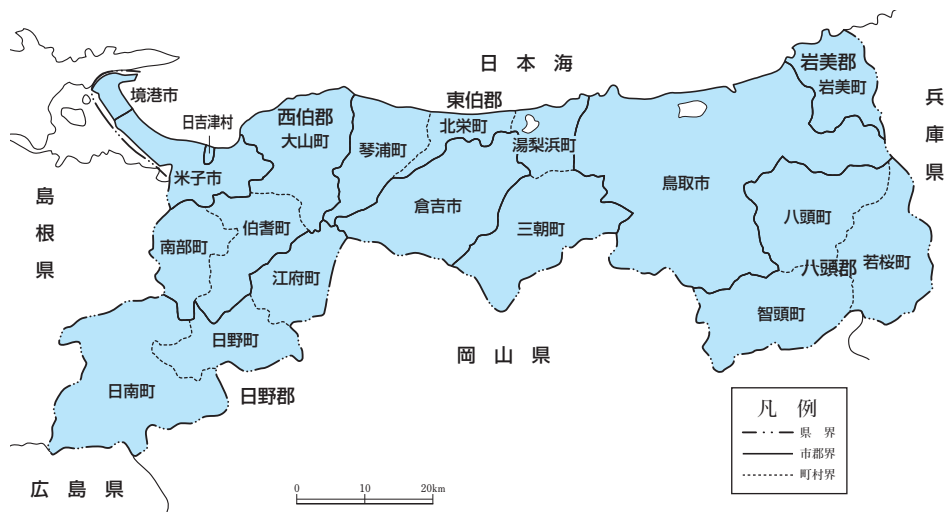 日本海
兵庫県
島根県
岡山県
広島県
境港市
日吉津村
米子市
西伯郡
大山町
東伯郡
琴浦町
北栄町
湯梨浜町
岩美郡
岩美町
鳥取市
倉吉市
三朝町
八頭町
八頭郡
若桜町
智頭町
南部町
伯耆町
江府町
日野町
日南町
日野郡
凡例
県界
市郡界
町村界
0 10 20km